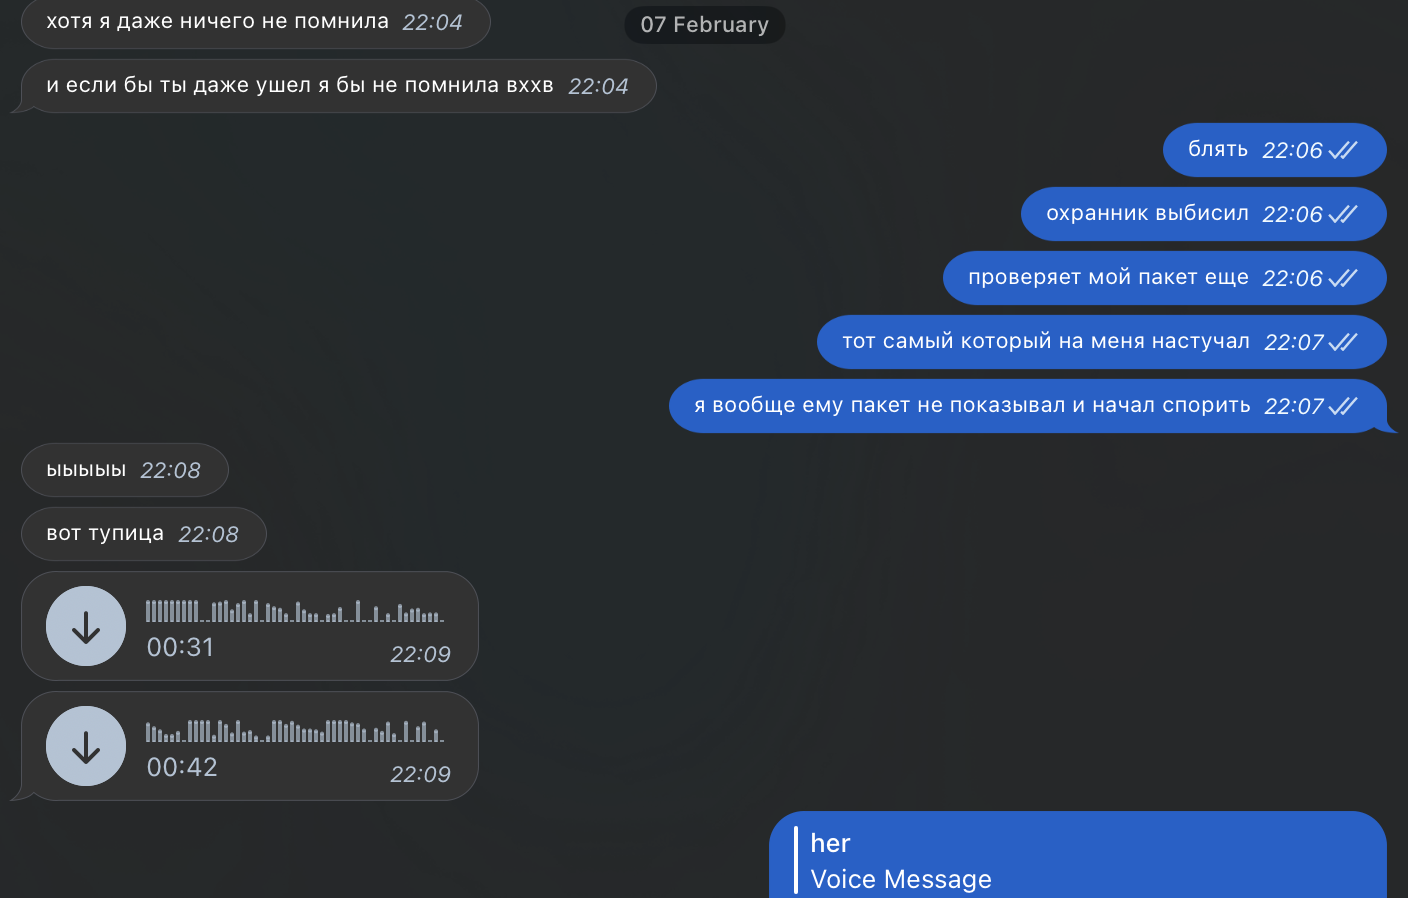 хотя я даже ничего не помнила 22:04
07 February
и если бы ты даже ушел я бы не помнила вххв 22:04
блять 22:06
охранник выбисил 22:06
проверяет мой пакет еще 22:06
тот самый который на меня настучал 22:07
я вообще ему пакет не показывал и начал спорить 22:07
ыыыыы 22:08
вот тупица 22:08
00:31 22:09
00:42 22:09
her
Voice Message